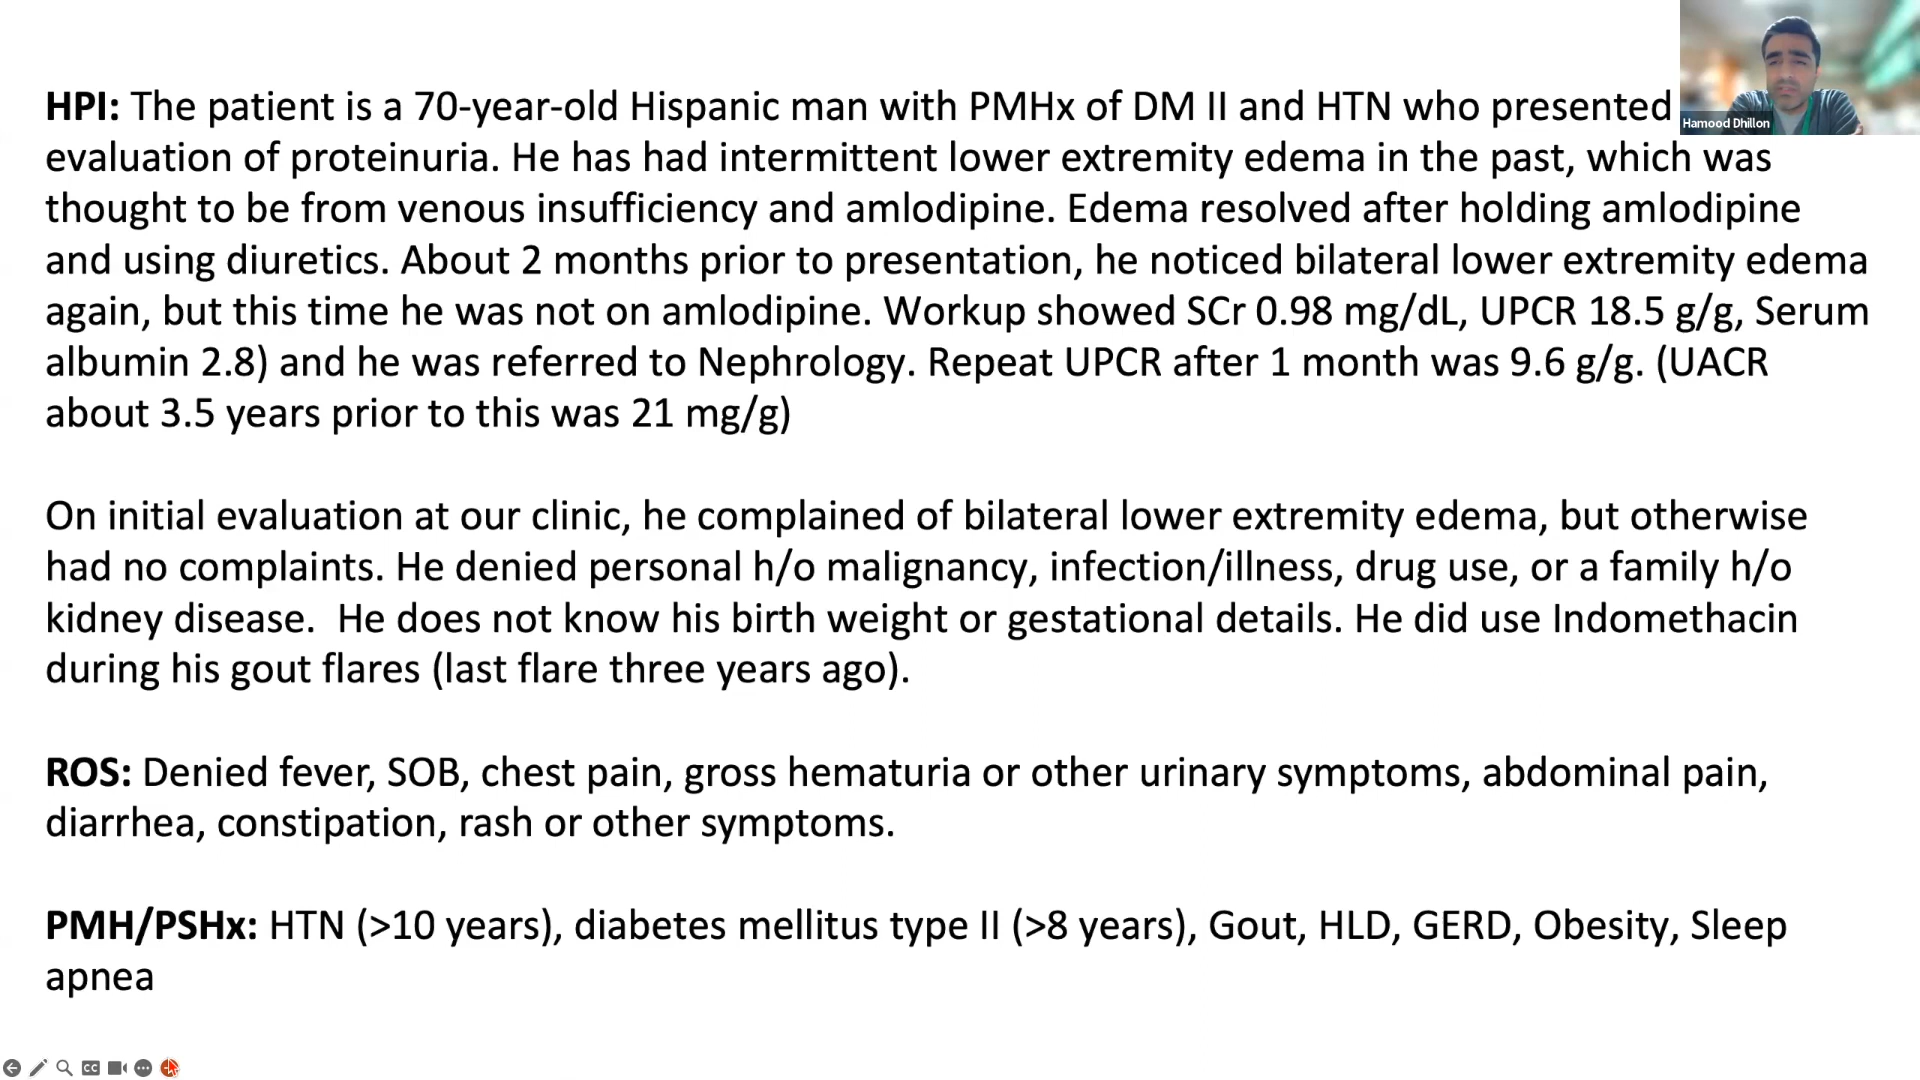 HPI: The patient is a 70-year-old Hispanic man with PMHx of DM II and HTN who presented
Hamood Dhillon
evaluation of proteinuria. He has had intermittent lower extremity edema in the past, which was
thought to be from venous insufficiency and amlodipine. Edema resolved after holding amlodipine
and using diuretics. About 2 months prior to presentation, he noticed bilateral lower extremity edema
again, but this time he was not on amlodipine. Workup showed SCr 0.98 mg/dL, UPCR 18.5 g/g, Serum
albumin 2.8) and he was referred to Nephrology. Repeat UPCR after 1 month was 9.6 g/g. (UACR
about 3.5 years prior to this was 21 mg/g)
On initial evaluation at our clinic, he complained of bilateral lower extremity edema, but otherwise
had no complaints. He denied personal h/o malignancy, infection/illness, drug use, or a family h/o
kidney disease.  He does not know his birth weight or gestational details. He did use Indomethacin
during his gout flares (last flare three years ago).
ROS: Denied fever, SOB, chest pain, gross hematuria or other urinary symptoms, abdominal pain,
diarrhea, constipation, rash or other symptoms.
PMH/PSHx: HTN (>10 years), diabetes mellitus type II (>8 years), Gout, HLD, GERD, Obesity, Sleep
apnea
CC